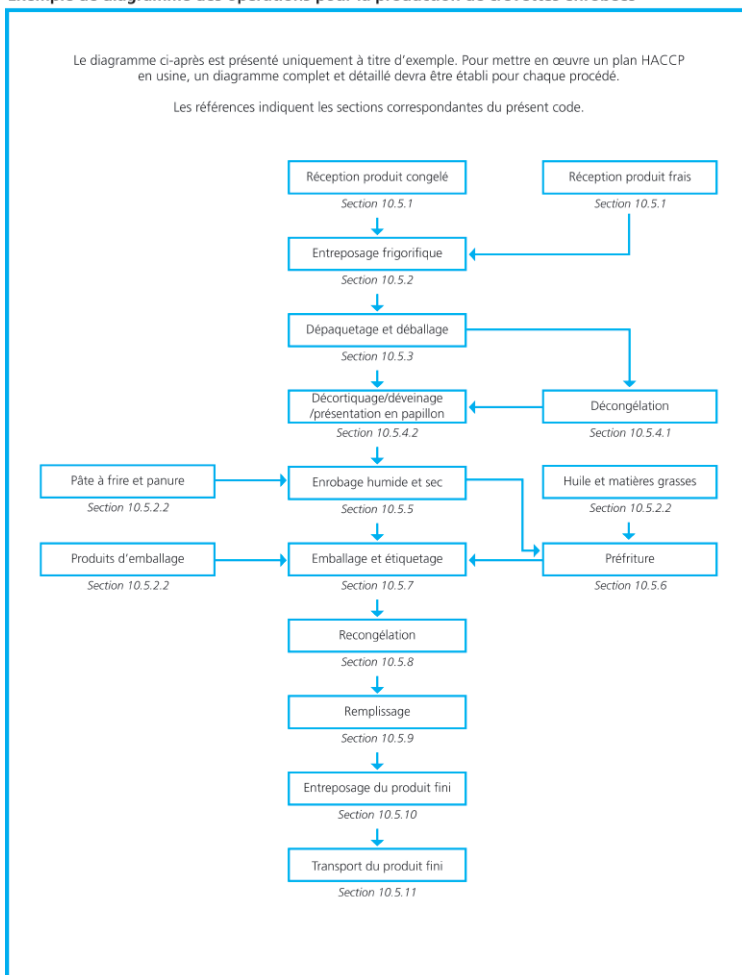 Le diagramme ci-après est présenté uniquement à titre d'exemple. Pour mettre en œuvre un plan HACCP
en usine, un diagramme complet et détaillé devra être établi pour chaque procédé.
Les références indiquent les sections correspondantes du présent code.
Réception produit congelé
Section 10.5.1
Réception produit frais
Section 10.5.1
Entreposage frigorifique
Section 10.5.2
Dépaquetage et déballage
Section 10.5.3
Décortiquage/déveinage
/présentation en papillon
Section 10.5.4.2
Décongélation
Section 10.5.4.1
Pâte à frire et panure
Section 10.5.2.2
Enrobage humide et sec
Section 10.5.5
Huile et matières grasses
Section 10.5.2.2
Produits d'emballage
Section 10.5.2.2
Emballage et étiquetage
Section 10.5.7
Préfriture
Section 10.5.6
Recongélation
Section 10.5.8
Remplissage
Section 10.5.9
Entreposage du produit fini
Section 10.5.10
Transport du produit fini
Section 10.5.11